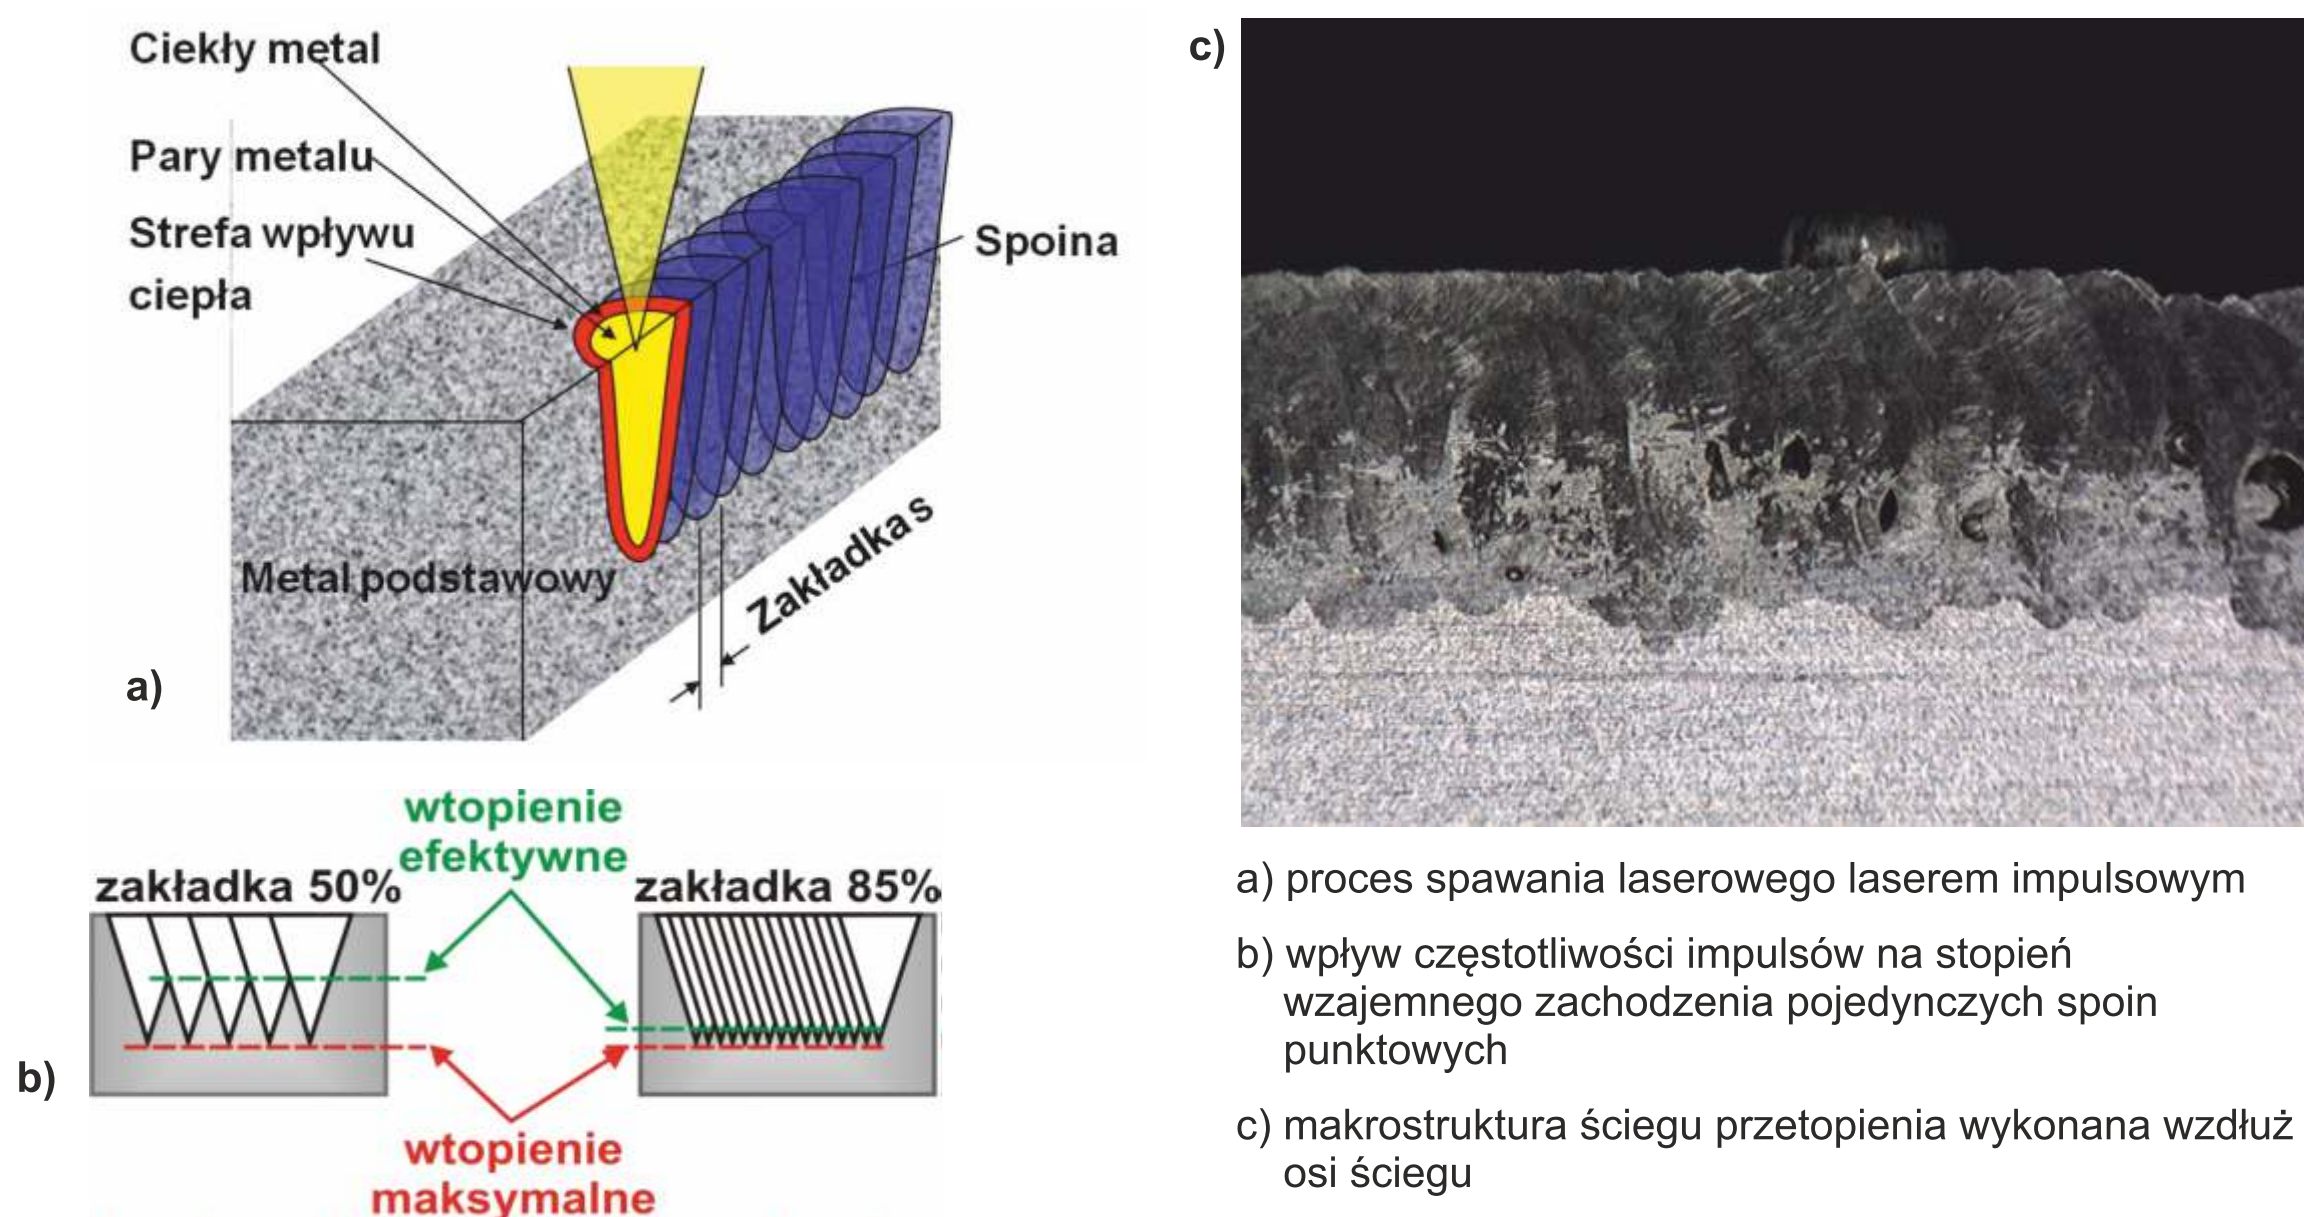 Ciekły metal
Pary metalu
Strefa wpływu
ciepła
Spoina
Metal podstawowy
Zakładka s
a)
wtopienie
efektywne
zakładka 50%
zakładka 85%
b)
wtopienie
maksymalne
c)
a) proces spawania laserowego laserem impulsowym
b) wpływ częstotliwości impulsów na stopień
wzajemnego zachodzenia pojedynczych spoin
punktowych
c) makrostruktura ściegu przetopienia wykonana wzdłuż
osi ściegu